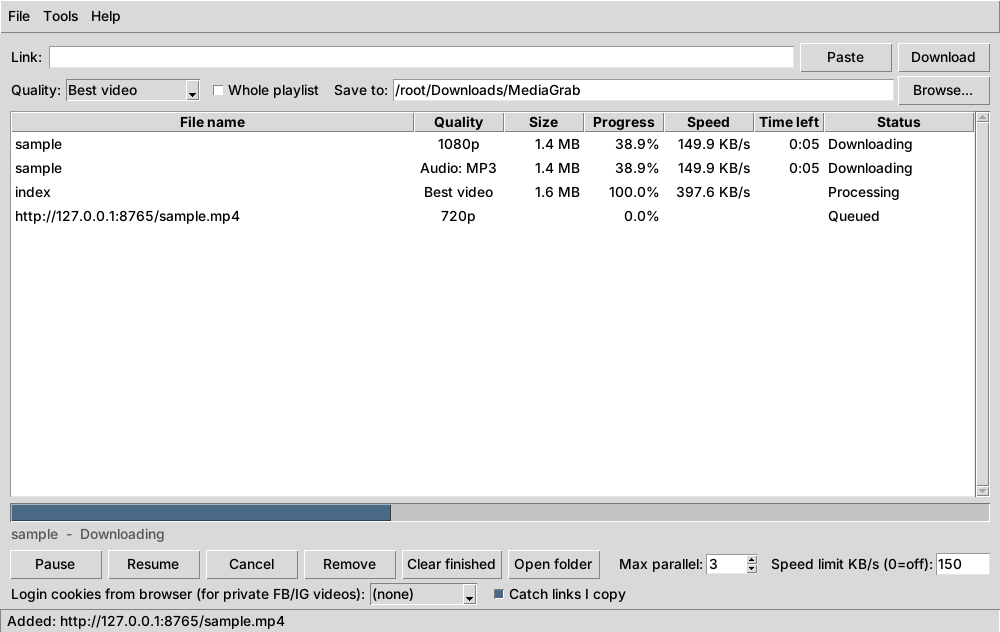 File Tools Help
Link: Paste Download
Quality: Best video Whole playlist Save to: /root/Downloads/MediaGrab Browse...
File name Quality Size Progress Speed Time left Status
sample 1080p 1.4 MB 38.9% 149.9 KB/s 0:05 Downloading
sample Audio: MP3 1.4 MB 38.9% 149.9 KB/s 0:05 Downloading
index Best video 1.6 MB 100.0% 397.6 KB/s Processing
http://127.0.0.1:8765/sample.mp4 720p 0.0% Queued
sample - Downloading
Pause Resume Cancel Remove Clear finished Open folder Max parallel: 3 Speed limit KB/s (0=off): 150
Login cookies from browser (for private FB/IG videos): (none) Catch links I copy
Added: http://127.0.0.1:8765/sample.mp4